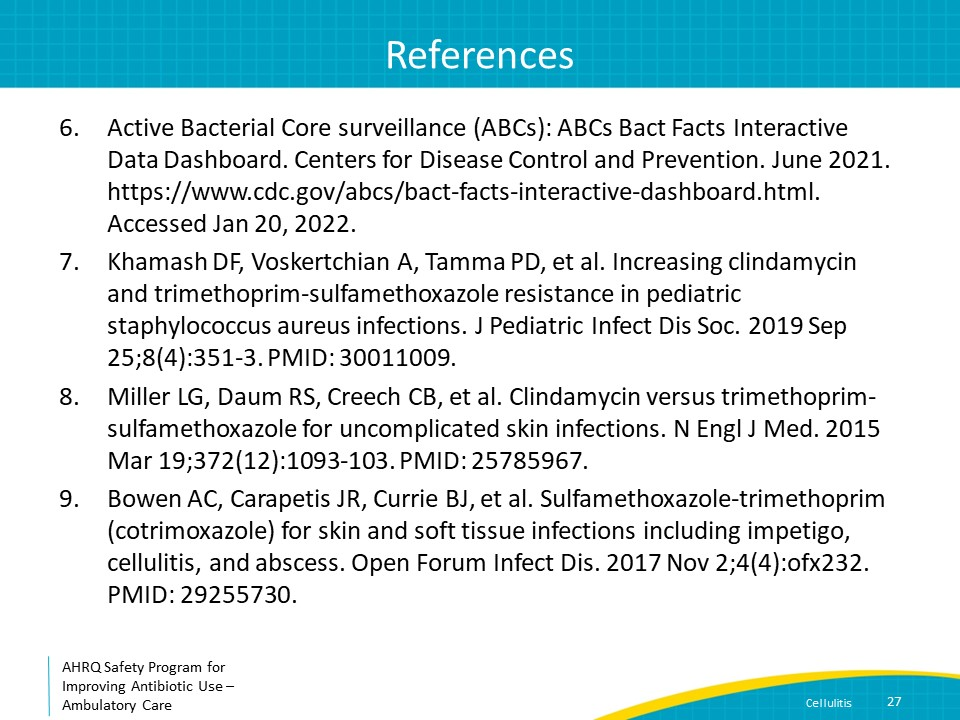 References
6. Active Bacterial Core surveillance (ABCs): ABCs Bact Facts Interactive
Data Dashboard. Centers for Disease Control and Prevention. June 2021.
https://www.cdc.gov/abcs/bact-facts-interactive-dashboard.html.
Accessed Jan 20, 2022.
7. Khamash DF, Voskertchian A, Tamma PD, et al. Increasing clindamycin
and trimethoprim-sulfamethoxazole resistance in pediatric
staphylococcus aureus infections. J Pediatric Infect Dis Soc. 2019 Sep
25;8(4):351-3. PMID: 30011009.
8. Miller LG, Daum RS, Creech CB, et al. Clindamycin versus trimethoprim-
sulfamethoxazole for uncomplicated skin infections. N Engl J Med. 2015
Mar 19;372(12):1093-103. PMID: 25785967.
9. Bowen AC, Carapetis JR, Currie BJ, et al. Sulfamethoxazole-trimethoprim
(cotrimoxazole) for skin and soft tissue infections including impetigo,
cellulitis, and abscess. Open Forum Infect Dis. 2017 Nov 2;4(4):ofx232.
PMID: 29255730.
AHRQ Safety Program for
Improving Antibiotic Use –
Ambulatory Care
Cellulitis 27